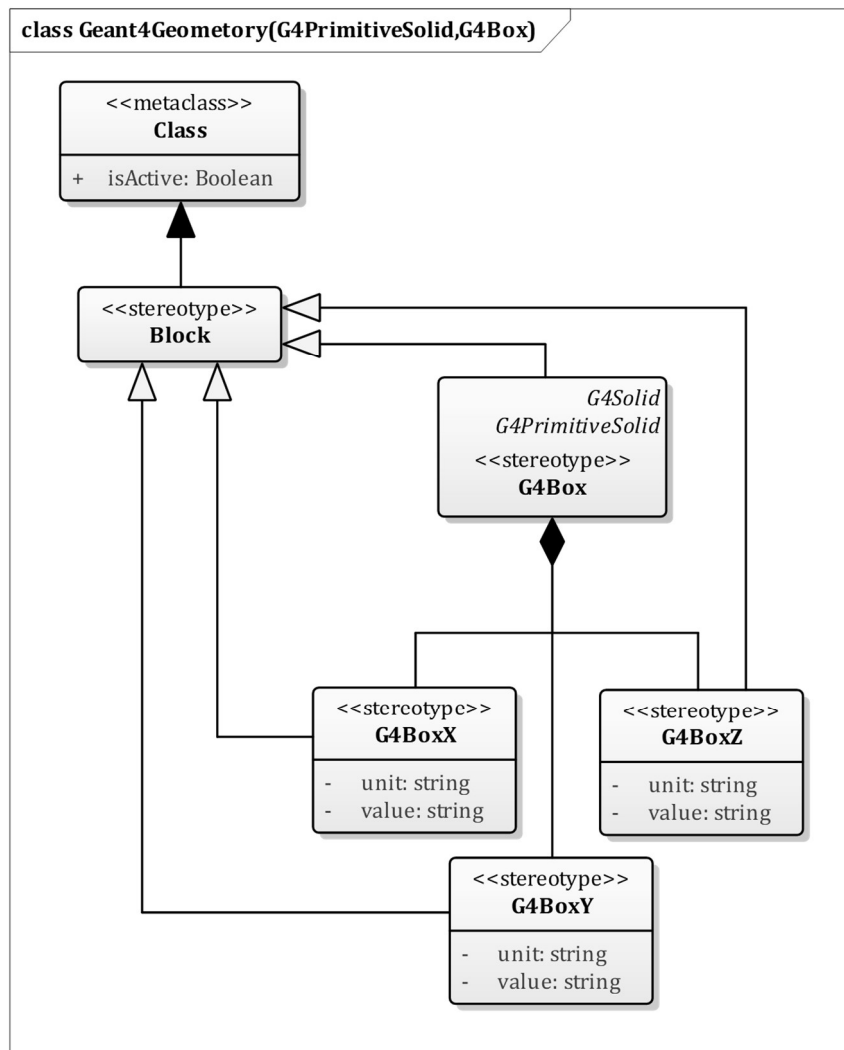 class Geant4Geometory(G4PrimitiveSolid,G4Box)
<<metaclass>>
Class
+ isActive: Boolean
<<stereotype>>
Block
G4Solid
G4PrimitiveSolid
<<stereotype>>
G4Box
<<stereotype>>
G4BoxX
- unit: string
- value: string
<<stereotype>>
G4BoxZ
- unit: string
- value: string
<<stereotype>>
G4BoxY
- unit: string
- value: string